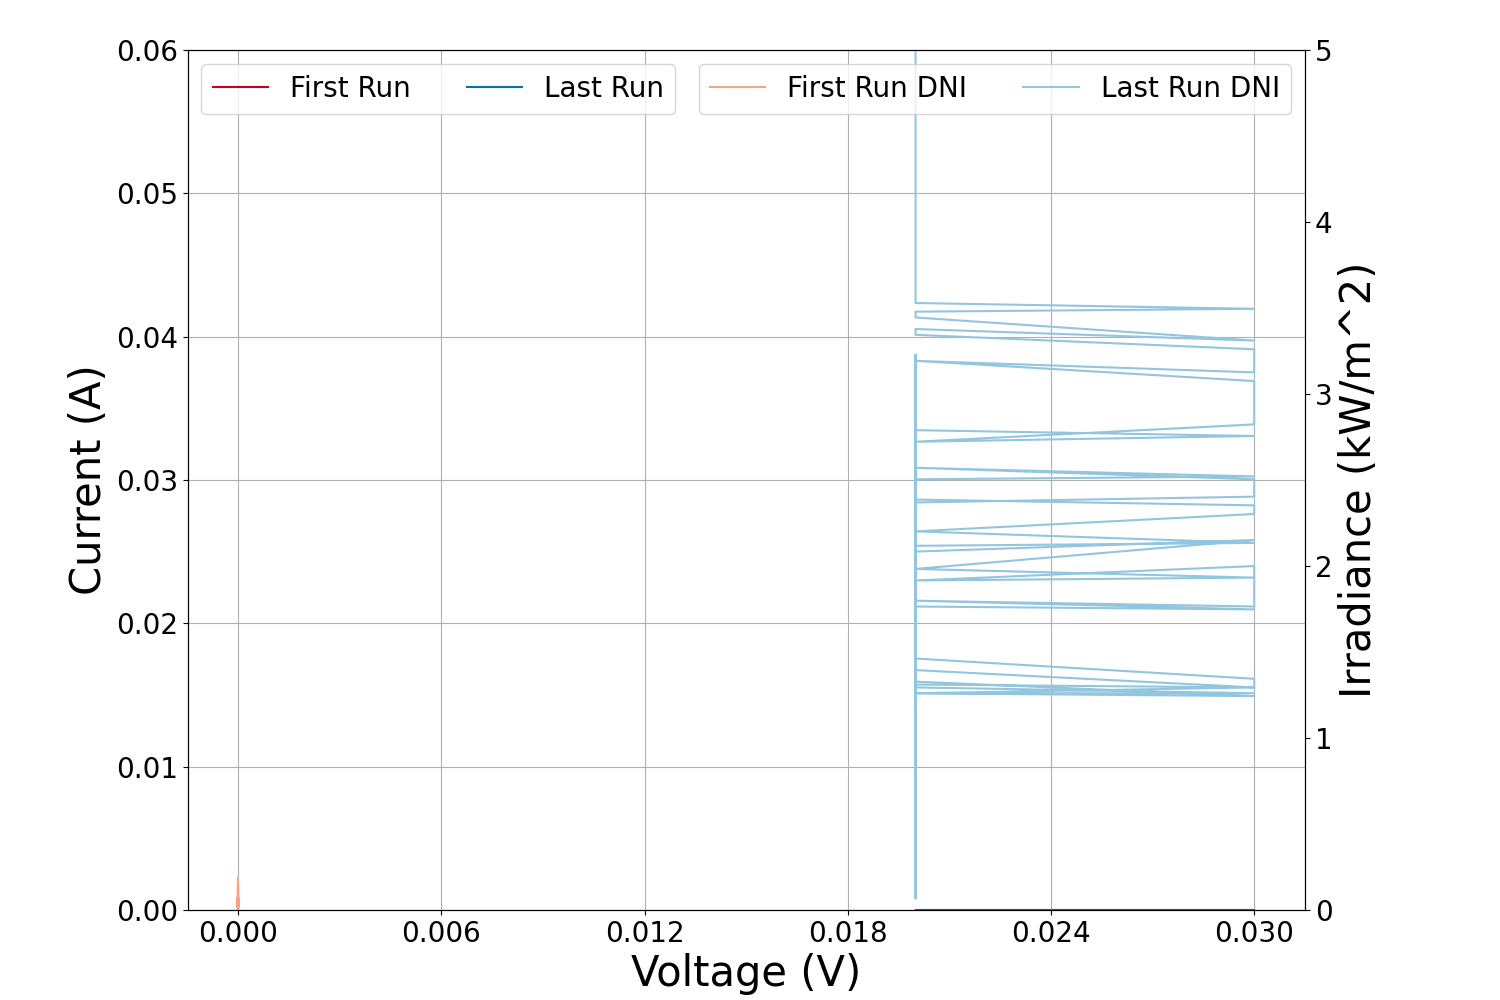 First Run
Last Run
First Run DNI
Last Run DNI
0.06
0.05
0.04
0.03
0.02
0.01
0.00
Current (A)
5
4
3
2
1
0
Irradiance (kW/m^2)
0.000 0.006 0.012 0.018 0.024 0.030
Voltage (V)